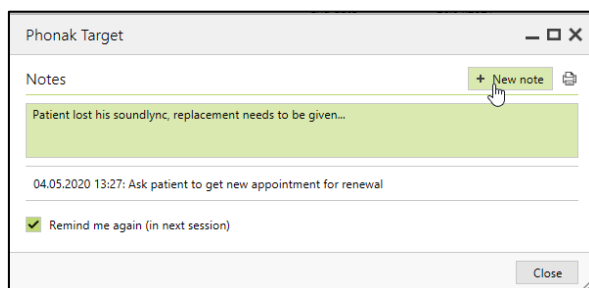 Phonak Target
Notes
+ New note
Patient lost his soundlync, replacement needs to be given...
04.05.2020 13:27: Ask patient to get new appointment for renewal
Remind me again (in next session)
Close